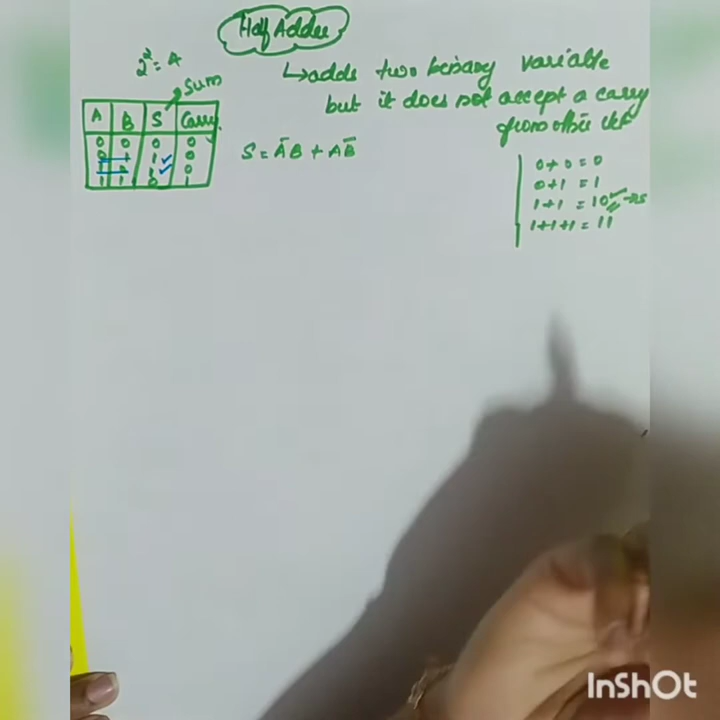 Half Adder
2² = 4
↳ adds two binary variable
but it does not accept a carry
from other ckt
Sum
A B S Carry
0 0 0 0
0 1 1 0
1 0 1 0
1 1 0 1
S = A̅B + AB̅
0+0 = 0
0+1 = 1
1+1 = 10
1+1+1 = 11
InShOt